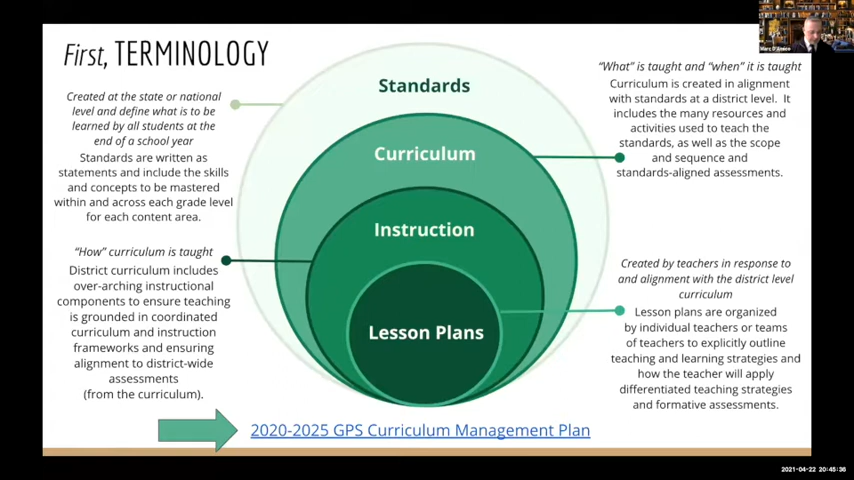 First, TERMINOLOGY
Created at the state or national
level and define what is to be
learned by all students at the
end of a school year
Standards are written as
statements and include the skills
and concepts to be mastered
within and across each grade level
for each content area.
"How" curriculum is taught
District curriculum includes
over-arching instructional
components to ensure teaching
is grounded in coordinated
curriculum and instruction
frameworks and ensuring
alignment to district-wide
assessments
(from the curriculum).
Standards
Curriculum
Instruction
Lesson Plans
"What" is taught and "when" it is taught
Curriculum is created in alignment
with standards at a district level. It
includes the many resources and
activities used to teach the
standards, as well as the scope
and sequence and
standards-aligned assessments.
Created by teachers in response to
and alignment with the district level
curriculum
Lesson plans are organized
by individual teachers or teams
of teachers to explicitly outline
teaching and learning strategies and
how the teacher will apply
differentiated teaching strategies
and formative assessments.
2020-2025 GPS Curriculum Management Plan
2021-04-22 20:45:36